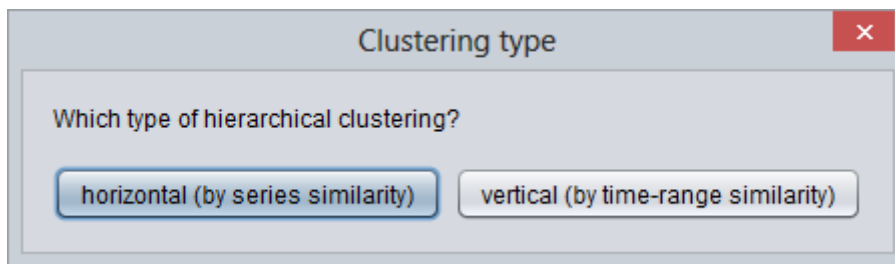 Clustering type
Which type of hierarchical clustering?
horizontal (by series similarity)
vertical (by time-range similarity)